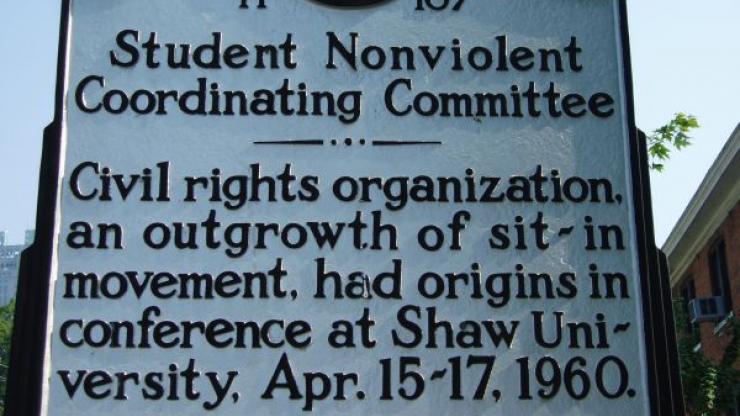 H 107
Student Nonviolent
Coordinating Committee
Civil rights organization,
an outgrowth of sit-in
movement, had origins in
conference at Shaw Uni-
versity, Apr. 15-17, 1960.